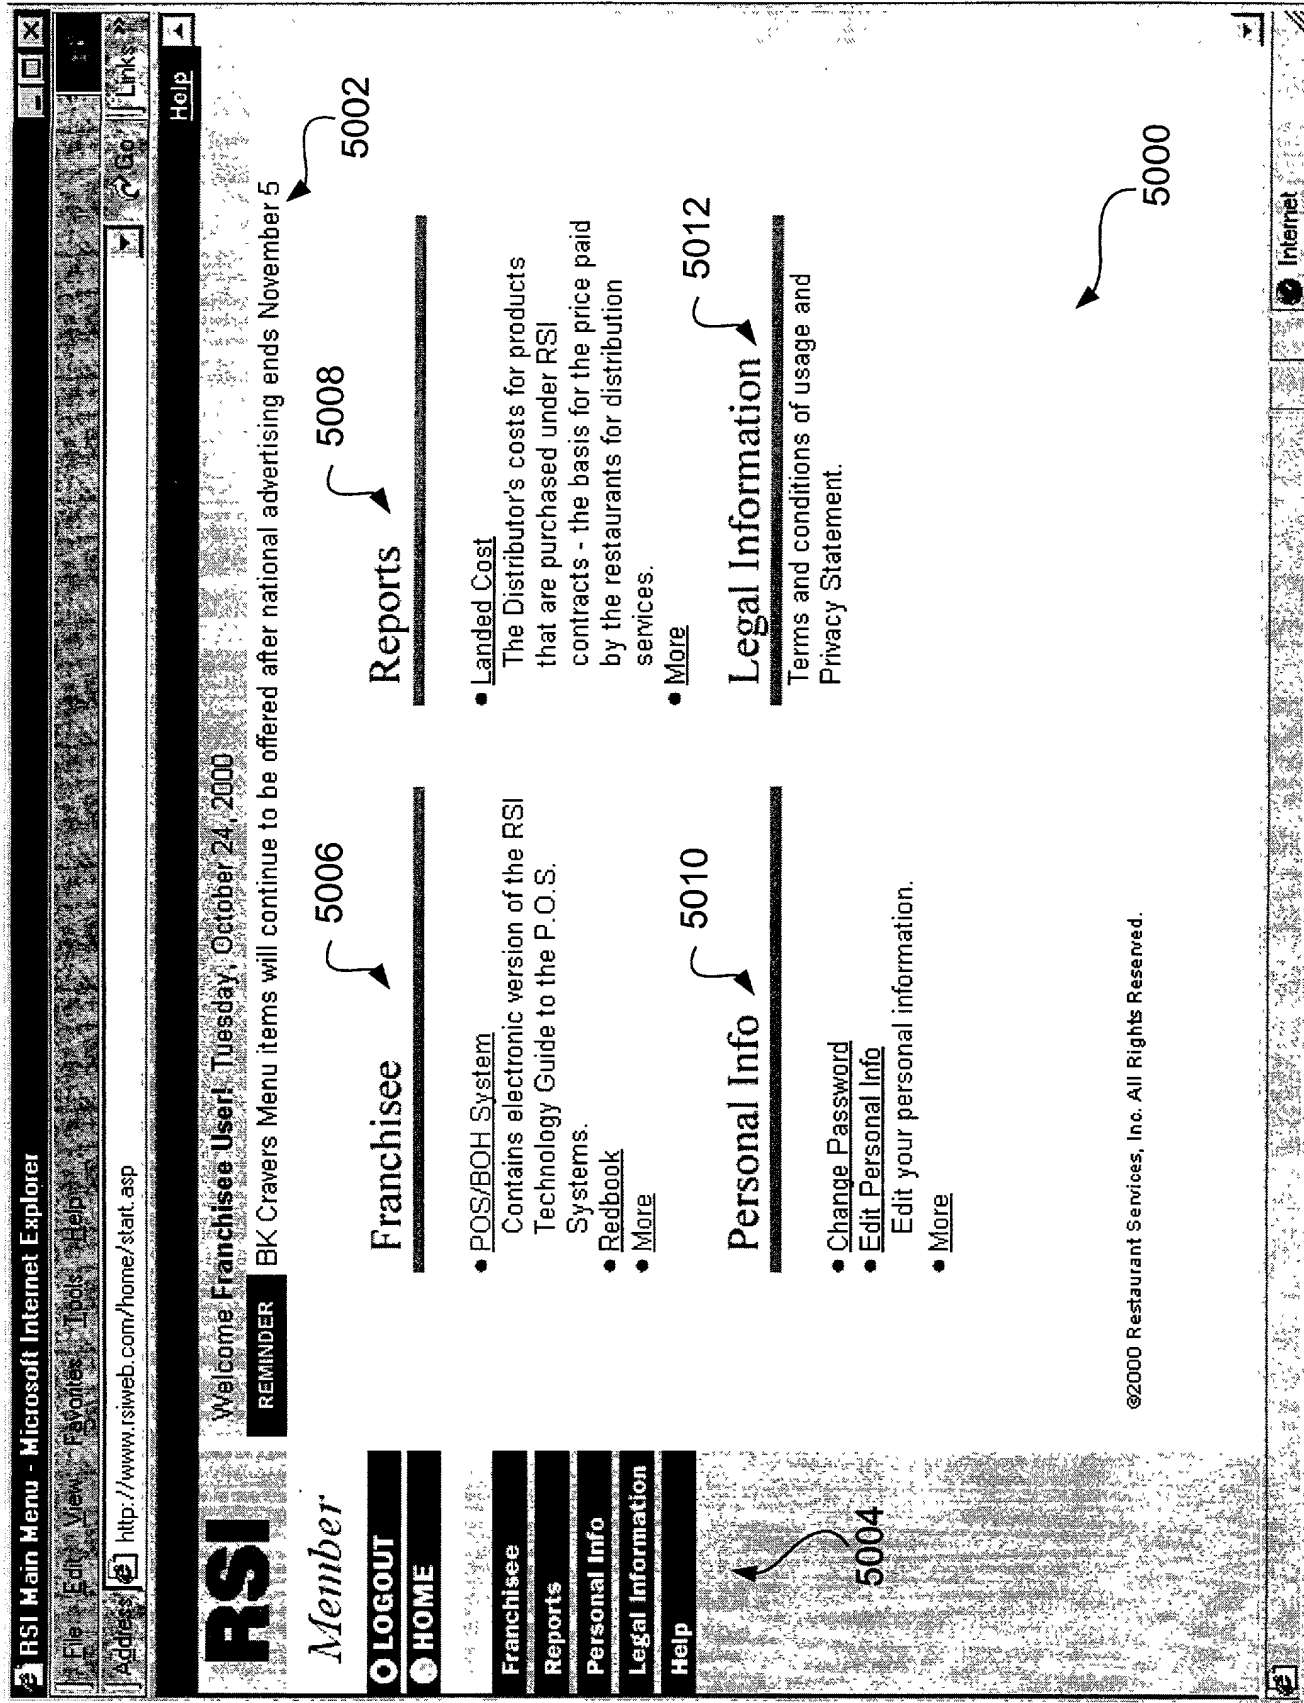 RSI Main Menu - Microsoft Internet Explorer
File Edit View Favorites Tools Help
Address http://www.rsiweb.com/home/start.asp Go Links »
Help
RSI
Welcome Franchisee User! Tuesday, October 24, 2000
REMINDER BK Cravers Menu items will continue to be offered after national advertising ends November 5
5002
Member
LOGOUT
HOME
Franchisee
Reports
Personal Info
Legal Information
Help
5004
Franchisee
5006
• POS/BOH System
Contains electronic version of the RSI
Technology Guide to the P.O.S.
Systems.
• Redbook
• More
Reports
5008
• Landed Cost
The Distributor's costs for products
that are purchased under RSI
contracts - the basis for the price paid
by the restaurants for distribution
services.
• More
Personal Info
5010
• Change Password
• Edit Personal Info
Edit your personal information.
• More
Legal Information
5012
Terms and conditions of usage and
Privacy Statement.
5000
©2000 Restaurant Services, Inc. All Rights Reserved.
Internet